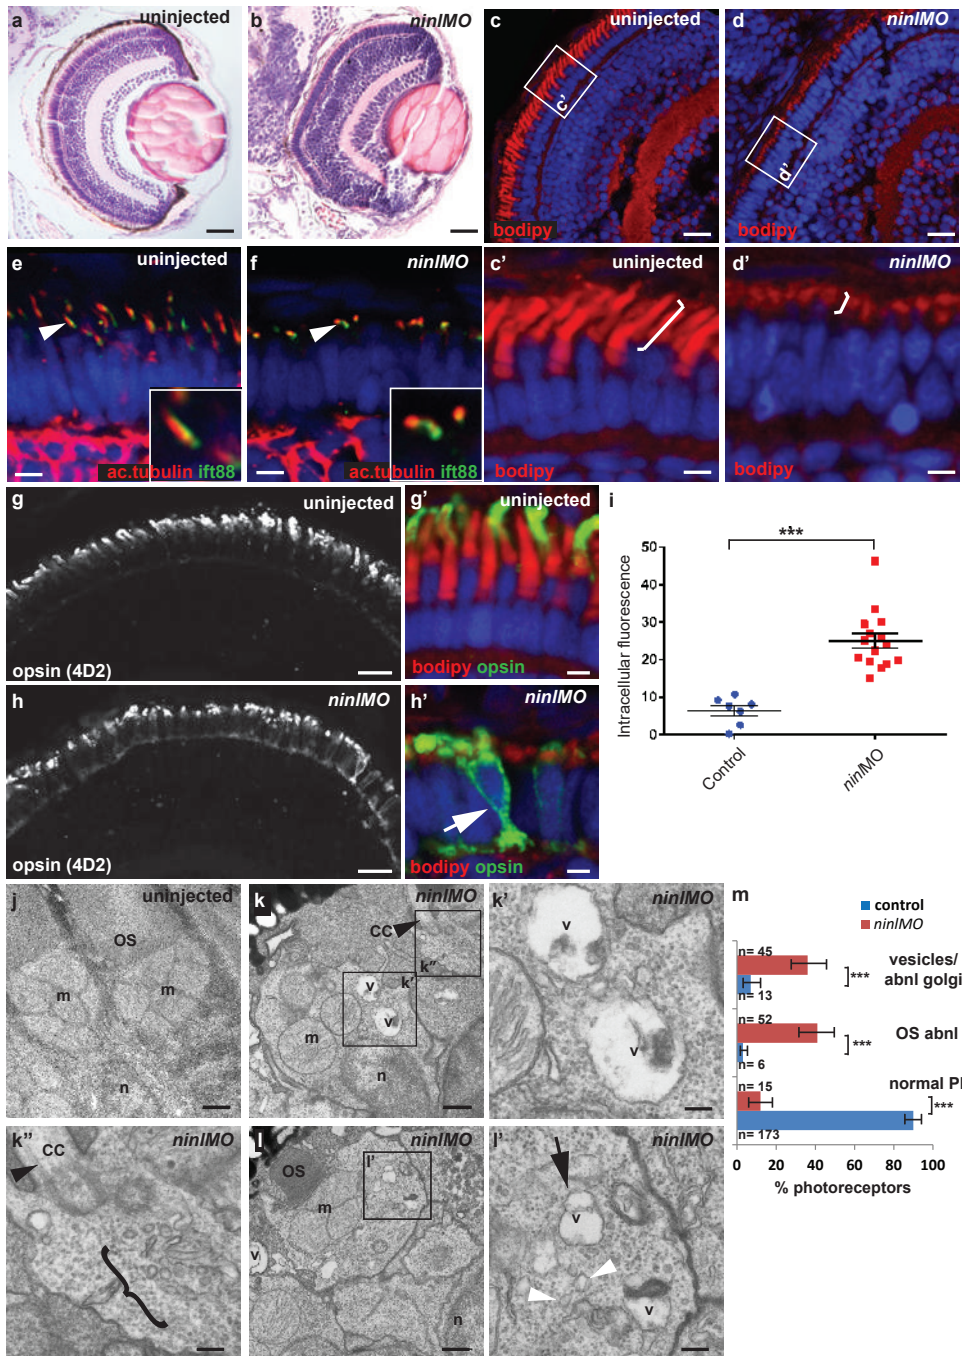 a uninjected
b ninlMO
c uninjected
c'
bodipy
d ninlMO
d'
bodipy
e uninjected
ac.tubulin ift88
f ninlMO
ac.tubulin ift88
c' uninjected
bodipy
d' ninlMO
bodipy
g uninjected
opsin (4D2)
g' uninjected
bodipy opsin
h ninlMO
opsin (4D2)
h' ninlMO
bodipy opsin
i
***
Intracellular fluorescence
50
40
30
20
10
0
Control
ninlMO
j uninjected
OS
m
m
n
k ninlMO
CC
k"
k'
v
v
m
n
k' ninlMO
v
v
k" ninlMO
CC
l ninlMO
OS
l'
m
v
n
l' ninlMO
v
v
m
control
ninlMO
n= 45
vesicles/
abnl golgi
***
n= 13
n= 52
OS abnl
***
n= 6
n= 15
normal
***
n= 173
0 20 40 60 80 100
% photoreceptors